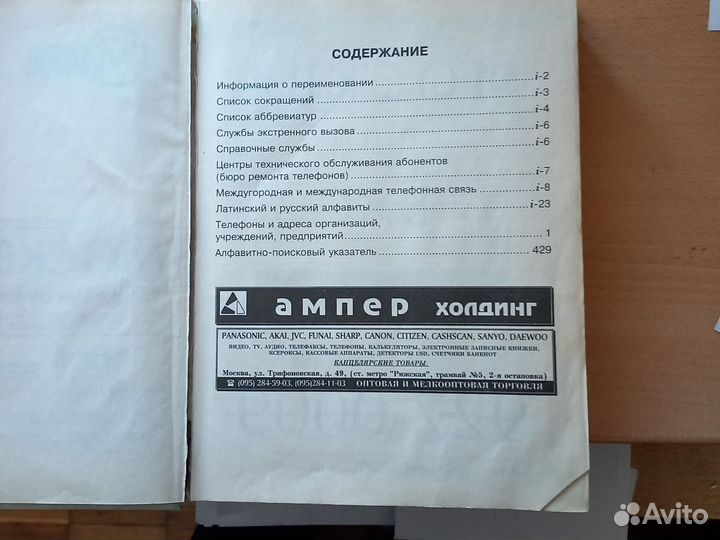 СОДЕРЖАНИЕ
Информация о переименовании ... i-2
Список сокращений ... i-3
Список аббревиатур ... i-4
Службы экстренного вызова ... i-6
Справочные службы ... i-6
Центры технического обслуживания абонентов
(бюро ремонта телефонов) ... i-7
Междугородная и международная телефонная связь ... i-8
Латинский и русский алфавиты ... i-23
Телефоны и адреса организаций,
учреждений, предприятий ... 1
Алфавитно-поисковый указатель ... 429
ампер холдинг
PANASONIC, AKAI, JVC, FUNAI, SHARP, CANON, CITIZEN, CASHSCAN, SANYO, DAEWOO
ВИДЕО, TV, АУДИО, ТЕЛЕФАКСЫ, ТЕЛЕФОНЫ, КАЛЬКУЛЯТОРЫ, ЭЛЕКТРОННЫЕ ЗАПИСНЫЕ КНИЖКИ,
КСЕРОКСЫ, КАССОВЫЕ АППАРАТЫ, ДЕТЕКТОРЫ USD, СЧЕТЧИКИ БАНКНОТ
КАНЦЕЛЯРСКИЕ ТОВАРЫ.
Москва, ул. Трифоновская, д. 49, (ст. метро "Рижская", трамвай №5, 2-я остановка)
☎ (095) 284-59-03, (095)284-11-03 ОПТОВАЯ И МЕЛКООПТОВАЯ ТОРГОВЛЯ
Avito